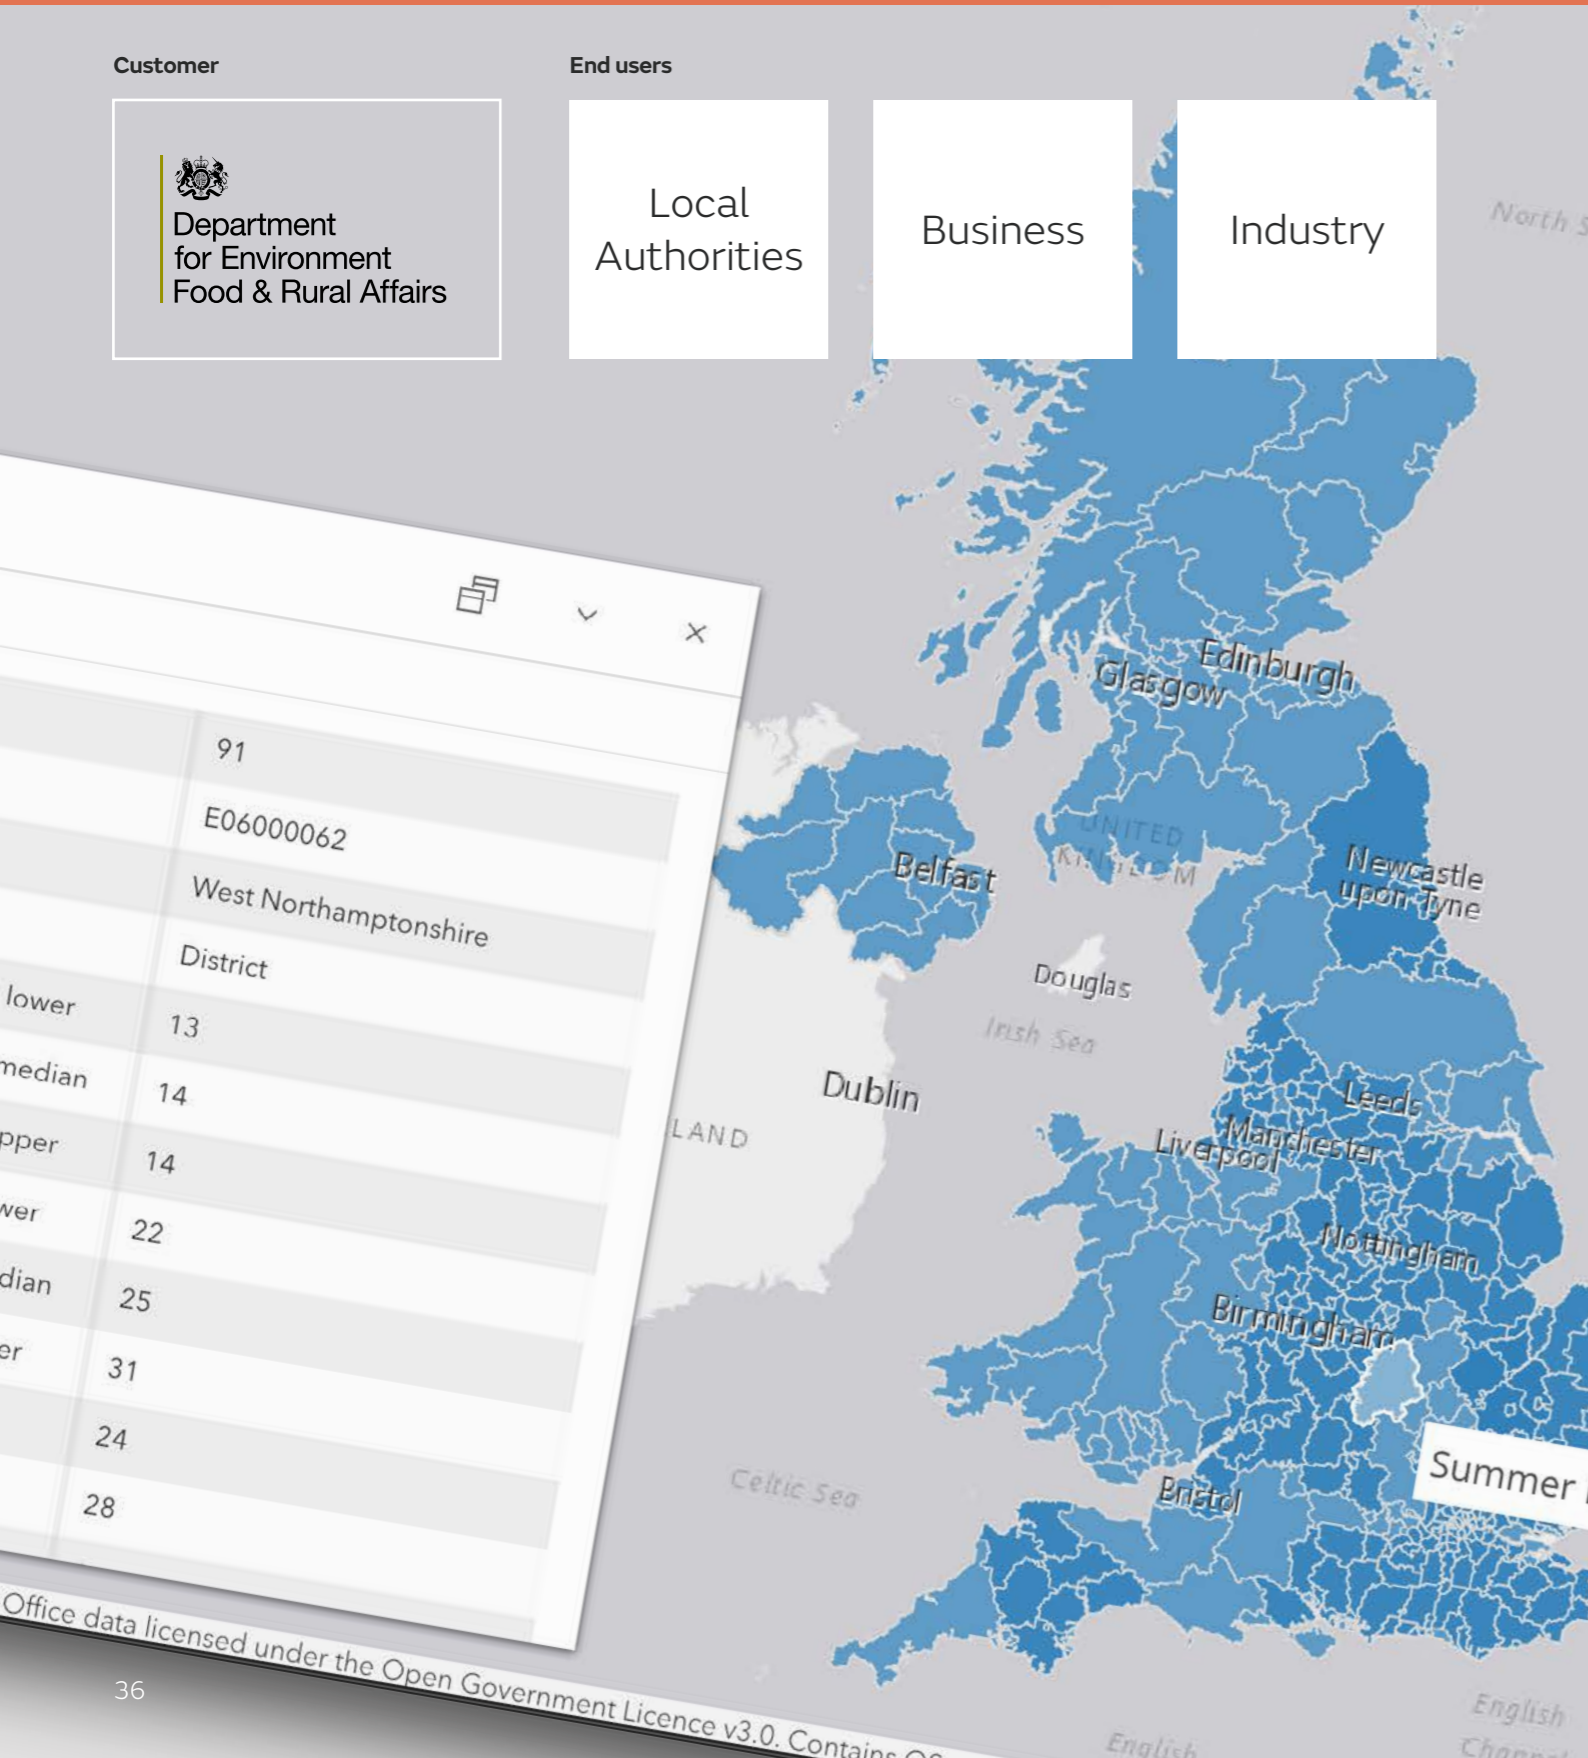 Customer
End users
Department
for Environment
Food & Rural Affairs
Local
Authorities
Business
Industry
North
Edinburgh
Glasgow
UNITED
KINGDOM
Belfast
Newcastle
upon-Tyne
Douglas
Irish Sea
Dublin
LAND
Leeds
Manchester
Liverpool
Nottingham
Birmingham
Bristol
Celtic Sea
Summer
English
English
91
E06000062
West Northamptonshire
District
lower 13
median 14
pper 14
wer 22
dian 25
er 31
24
28
Office data licensed under the Open Government Licence v3.0. Contains
36